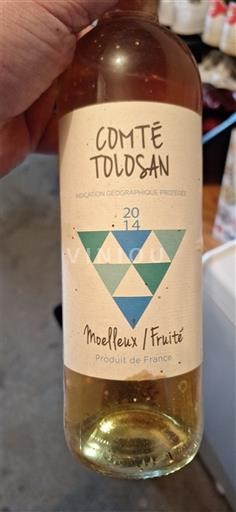 COMTÉ
TOLOSAN
INDICATION GÉOGRAPHIQUE PROTÉGÉE
20
14
VINIOU
Moelleux / Fruité
Produit de France